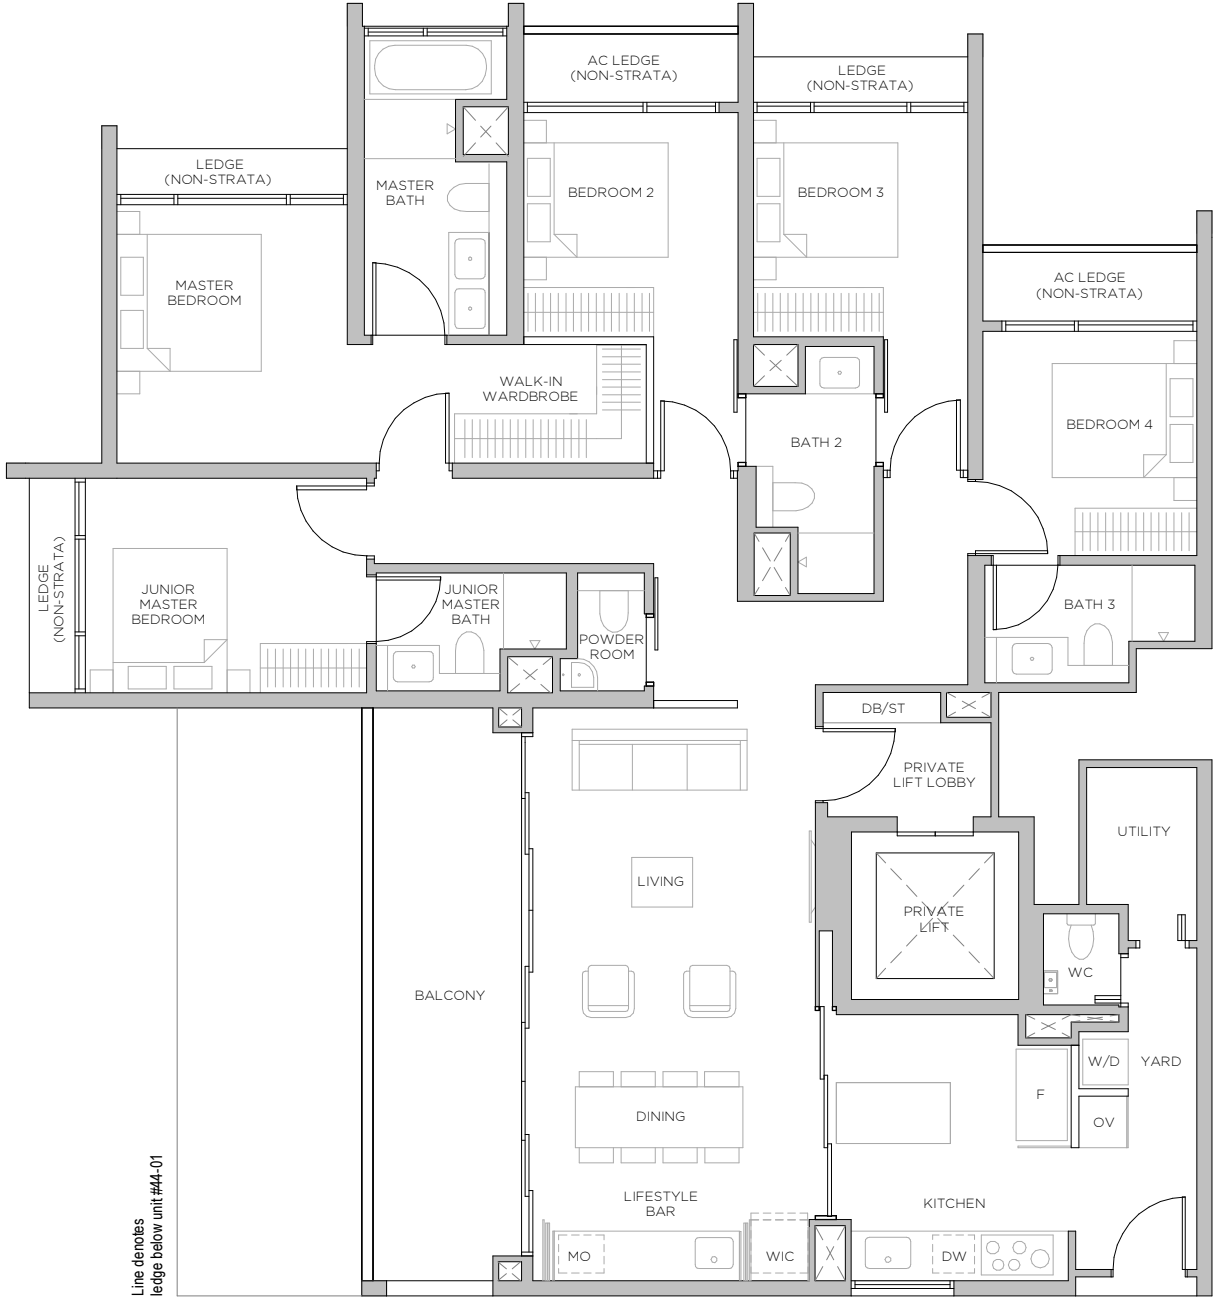 AC LEDGE
(NON-STRATA)
LEDGE
(NON-STRATA)
LEDGE
(NON-STRATA)
MASTER
BATH
BEDROOM 2
BEDROOM 3
AC LEDGE
(NON-STRATA)
MASTER
BEDROOM
WALK-IN
WARDBROBE
BEDROOM 4
BATH 2
LEDGE
(NON-STRATA)
JUNIOR
MASTER
BEDROOM
JUNIOR
MASTER
BATH
POWDER
ROOM
BATH 3
DB/ST
PRIVATE
LIFT LOBBY
UTILITY
LIVING
PRIVATE
LIFT
WC
BALCONY
W/D
YARD
F
OV
DINING
LIFESTYLE
BAR
KITCHEN
MO
WIC
DW
Line denotes
ledge below unit #44-01